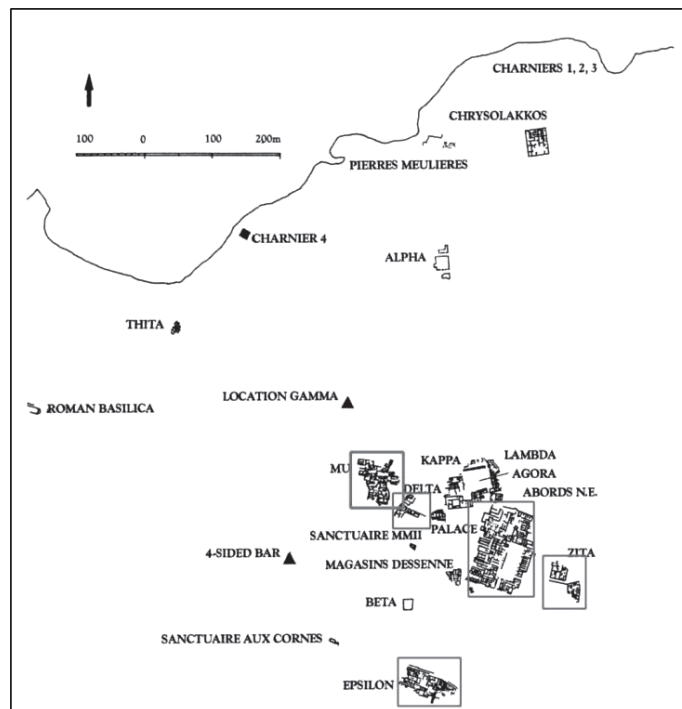 CHARNIERS 1, 2, 3
CHRYSOLAKKOS
100 0 100 200m
PIERRES MEULIERES
CHARNIER 4
ALPHA
THITA
LOCATION GAMMA
ROMAN BASILICA
LAMBDA
KAPPA
MU
AGORA
DELTA
ABORDS N.E.
PALACE
SANCTUAIRE MMII
4-SIDED BAR
ZITA
MAGASINS DESSENNE
BETA
SANCTUAIRE AUX CORNES
EPSILON